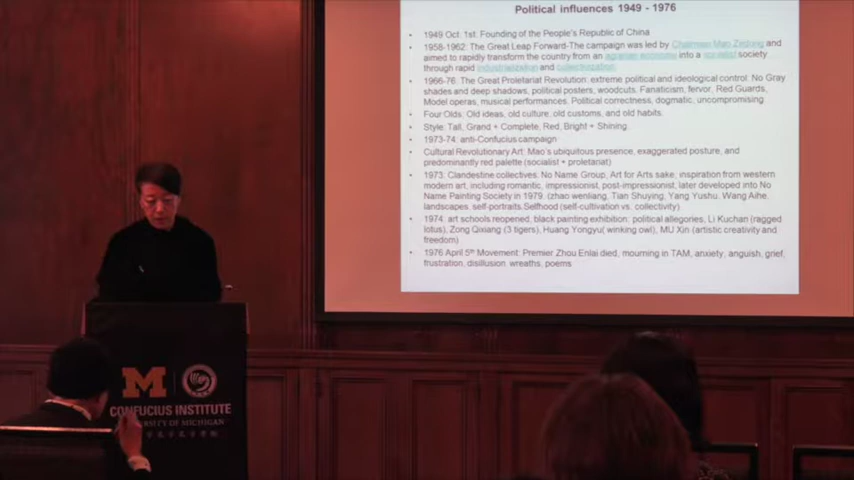 Political influences 1949 - 1976
• 1949 Oct. 1st. Founding of the People's Republic of China
• 1958-1962: The Great Leap Forward-The campaign was led by Chairman Mao Zedong and
aimed to rapidly transform the country from an agrarian economy into a socialist society
through rapid industrialization and collectivization.
• 1966-76: The Great Proletariat Revolution: extreme political and ideological control. No Gray
shades and deep shadows, political posters, woodcuts. Fanaticism, fervor, Red Guards,
Model operas, musical performances. Political correctness, dogmatic, uncompromising.
• Four Olds: Old ideas, old culture, old customs, and old habits.
• Style: Tall, Grand + Complete, Red, Bright + Shining
• 1973-74: anti-Confucius campaign
• Cultural Revolutionary Art: Mao's ubiquitous presence, exaggerated posture, and
predominantly red palette (socialist + proletariat)
• 1973: Clandestine collectives. No Name Group, Art for Arts sake, inspiration from western
modern art, including romantic, impressionist, post-impressionist, later developed into No
Name Painting Society in 1979. (zhao wenliang, Tian Shuying, Yang Yushu, Wang Aihe,
landscapes, self-portraits. Selfhood (self-cultivation vs. collectivity)
• 1974: art schools reopened, black painting exhibition: political allegories, Li Kuchan (ragged
lotus), Zong Qixiang (3 tigers), Huang Yongyu( winking owl), MU Xin (artistic creativity and
freedom)
• 1976 April 5th Movement: Premier Zhou Enlai died, mourning in TAM, anxiety, anguish, grief,
frustration, disillusion, wreaths, poems
M
CONFUCIUS INSTITUTE
UNIVERSITY OF MICHIGAN